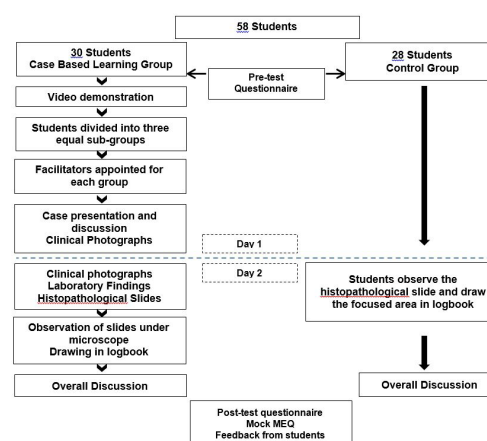 58 Students
30 Students
Case Based Learning Group
28 Students
Control Group
Pre-test
Questionnaire
Video demonstration
Students divided into three
equal sub-groups
Facilitators appointed for
each group
Case presentation and
discussion
Clinical Photographs
Day 1
Day 2
Clinical photographs
Laboratory Findings
Histopathological Slides
Students observe the
histopathological slide and draw
the focused area in logbook
Observation of slides under
microscope
Drawing in logbook
Overall Discussion
Overall Discussion
Post-test questionnaire
Mock MEQ
Feedback from students